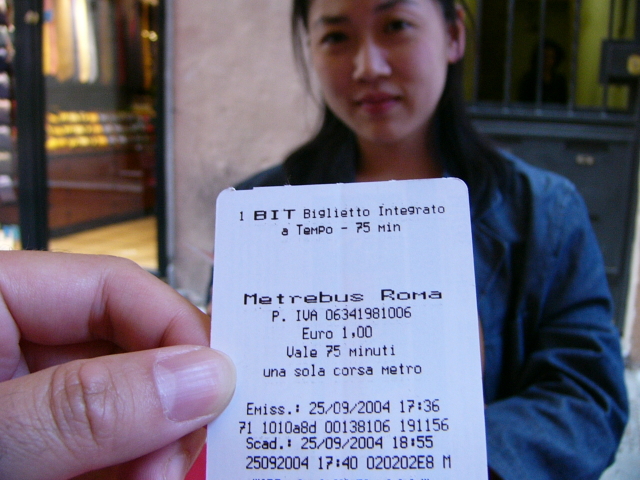 1 BIT Biglietto Integrato
a Tempo - 75 min
Metrebus Roma
P. IVA 06341981006
Euro 1,00
Vale 75 minuti
una sola corsa metro
Emiss.: 25/09/2004 17:36
71 1010a8d 00138106 191156
Scad.: 25/09/2004 18:55
25092004 17:40 020202E8 M